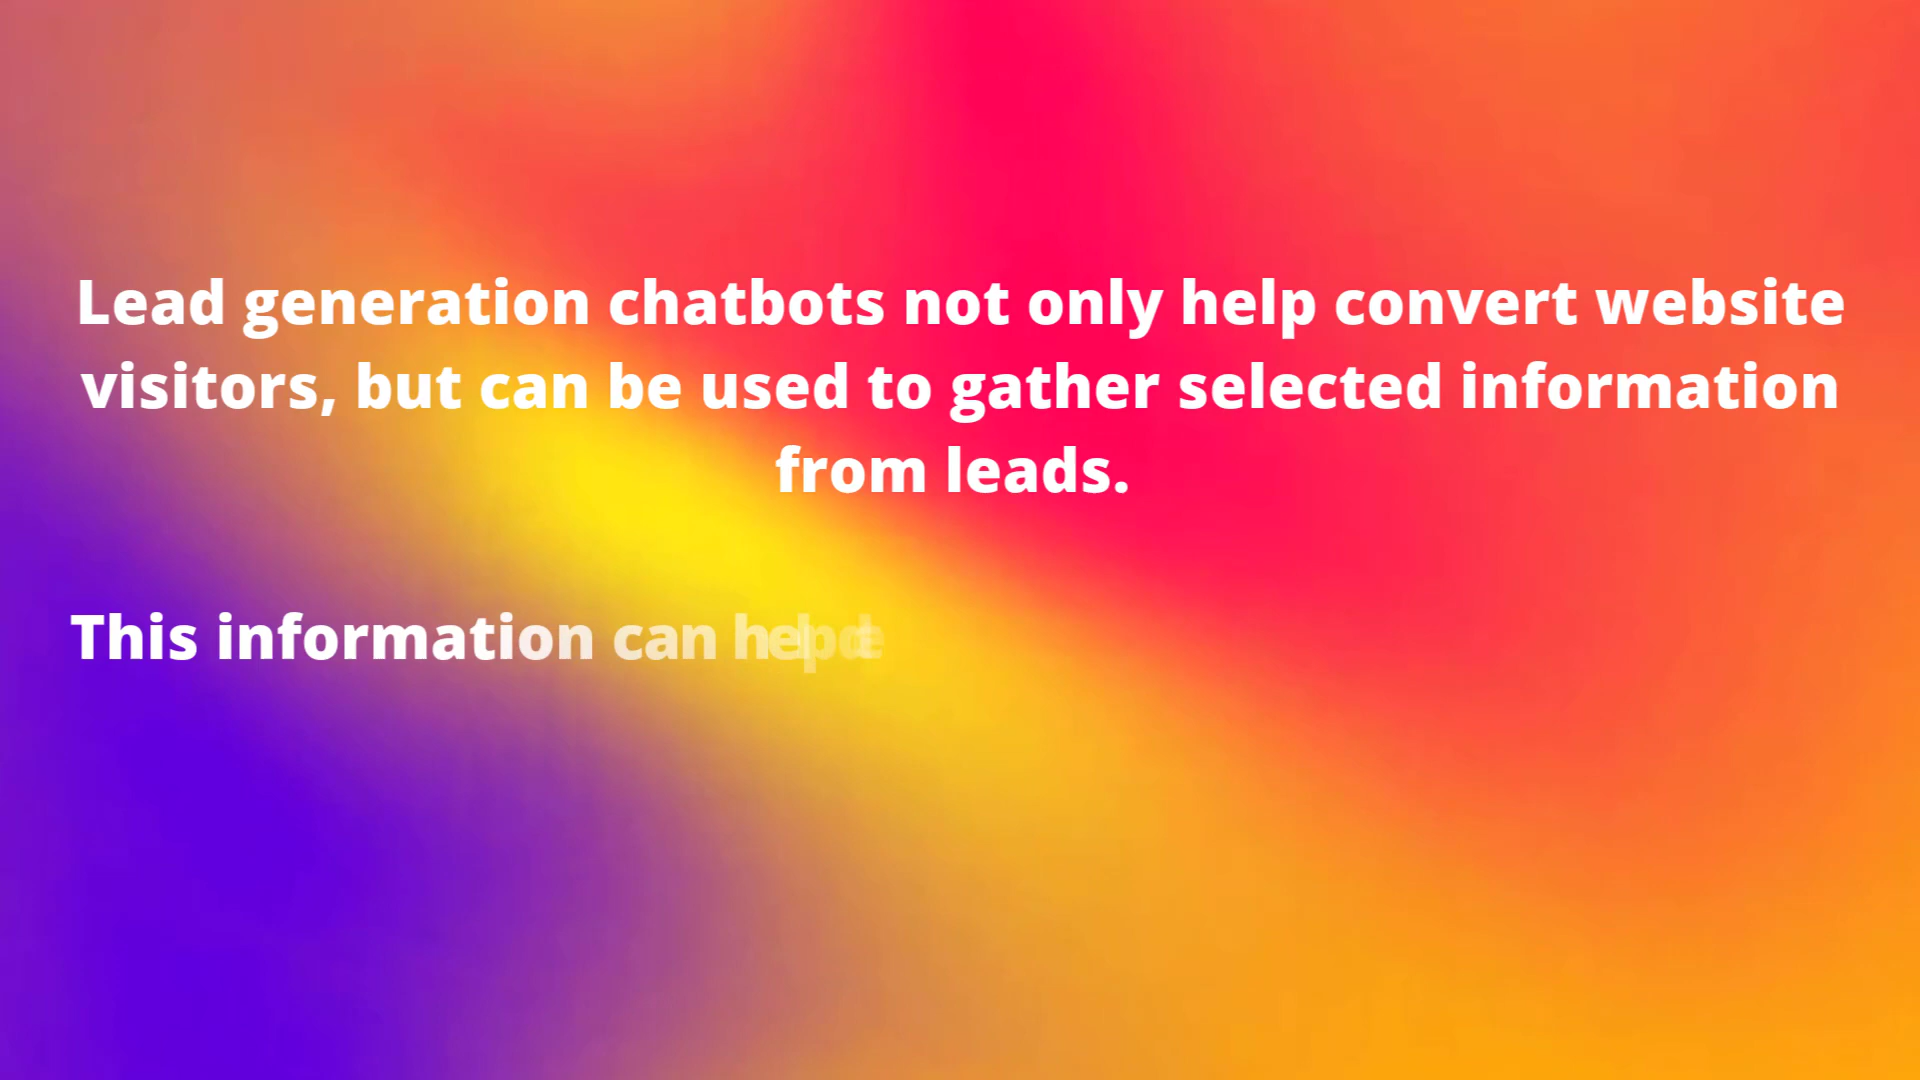 Lead generation chatbots not only help convert website
visitors, but can be used to gather selected information
from leads.
This information can help